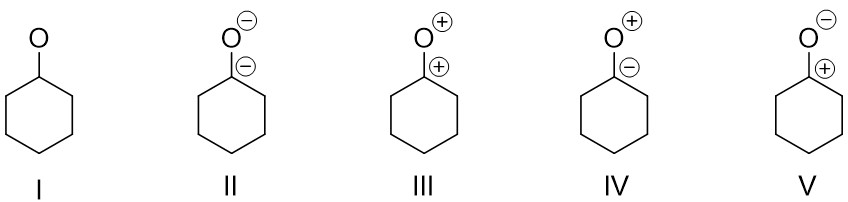 O O⊖ O⊕ O⊕ O⊖
⊖ ⊕ ⊖ ⊕
I II III IV V